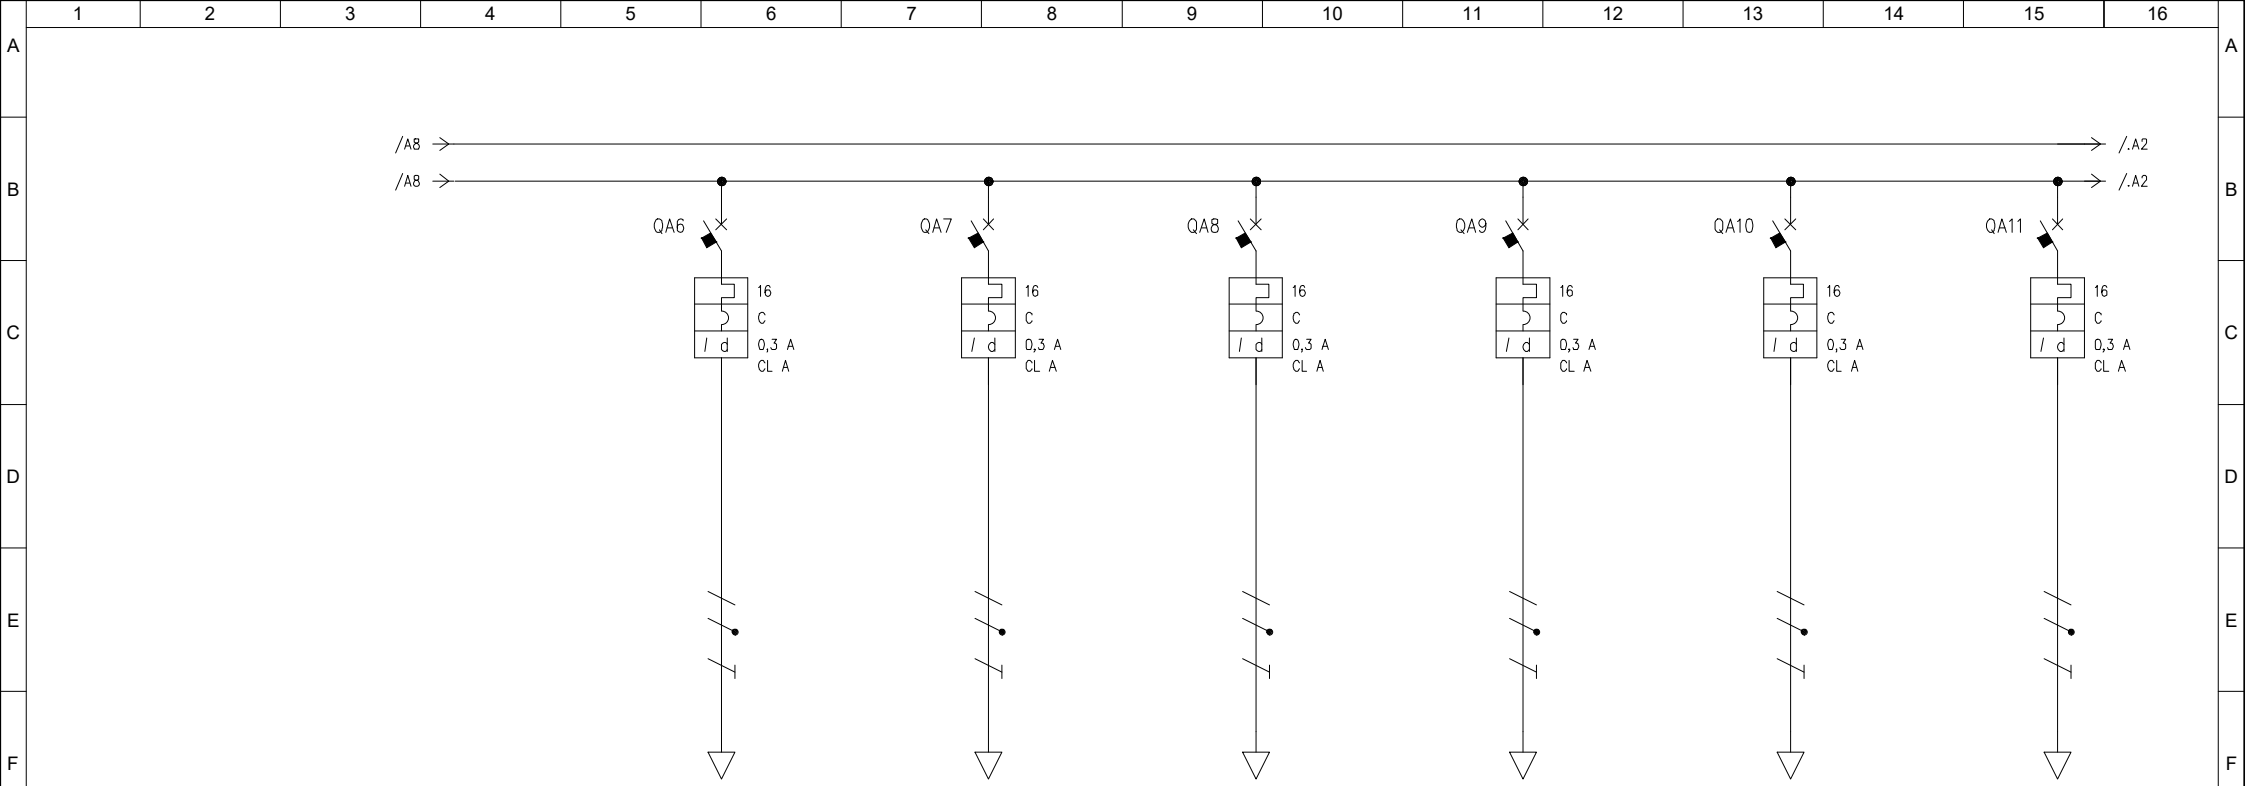 1 2 3 4 5 6 7 8 9 10 11 12 13 14 15 16
A A
/A8 /.A2
B B
/A8 /.A2
QA6 QA7 QA8 QA9 QA10 QA11
16 16 16 16 16 16
C C C C C C
C C
I d I d I d I d I d I d
0,3 A 0,3 A 0,3 A 0,3 A 0,3 A 0,3 A
CL A CL A CL A CL A CL A CL A
D D
E E
F F